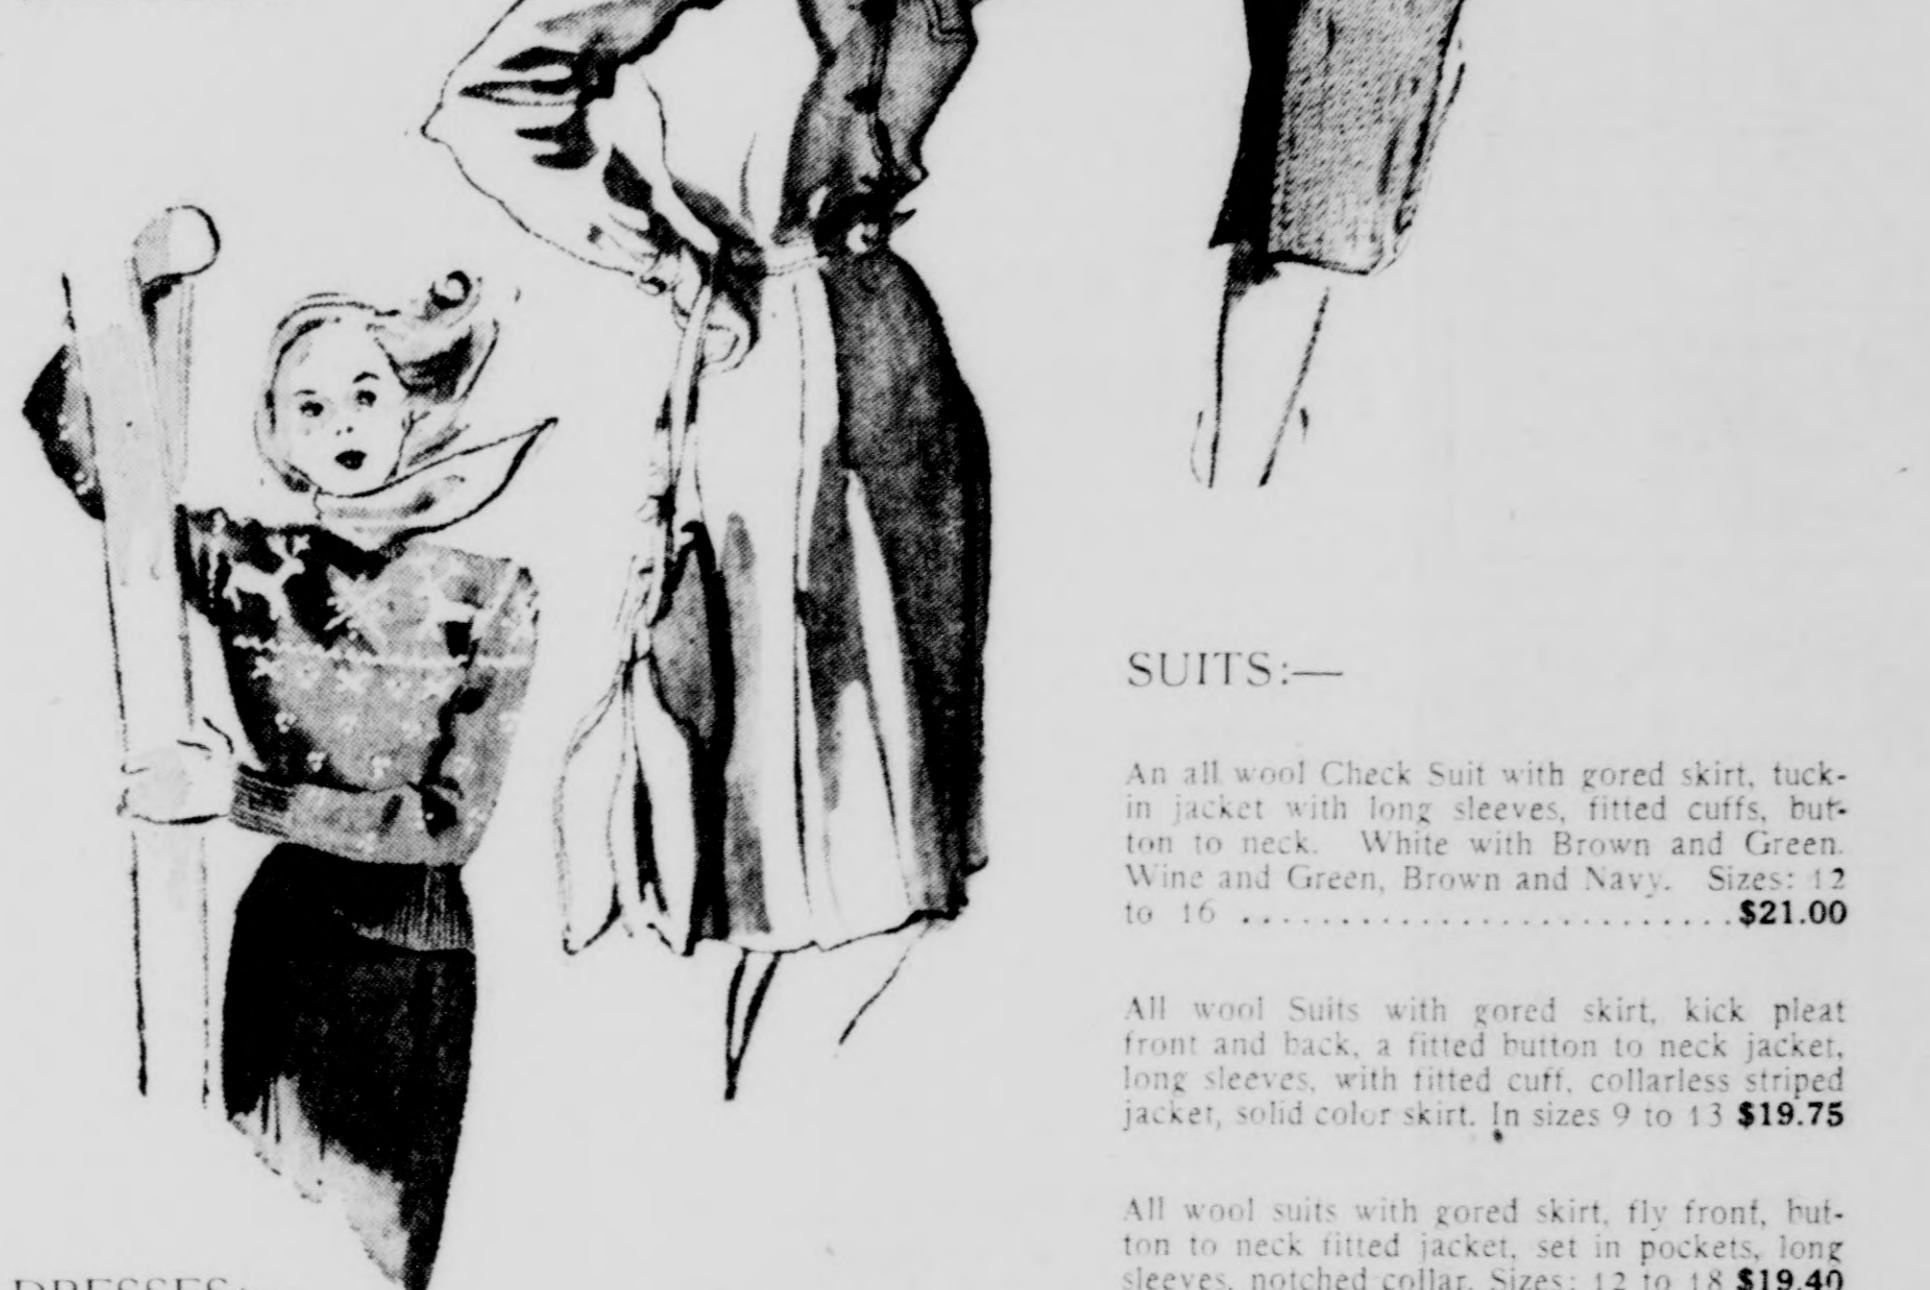 SUITS:—
An all wool Check Suit with gored skirt, tuck-
in jacket with long sleeves, fitted cuffs, but-
ton to neck. White with Brown and Green.
Wine and Green, Brown and Navy. Sizes: 12
to 16 ..............................$21.00
All wool Suits with gored skirt, kick pleat
front and back, a fitted button to neck jacket,
long sleeves, with fitted cuff, collarless striped
jacket, solid color skirt. In sizes 9 to 13 $19.75
All wool suits with gored skirt, fly front, but-
ton to neck fitted jacket, set in pockets, long
sleeves, notched collar. Sizes: 12 to 18 $19.40
DRESSES: